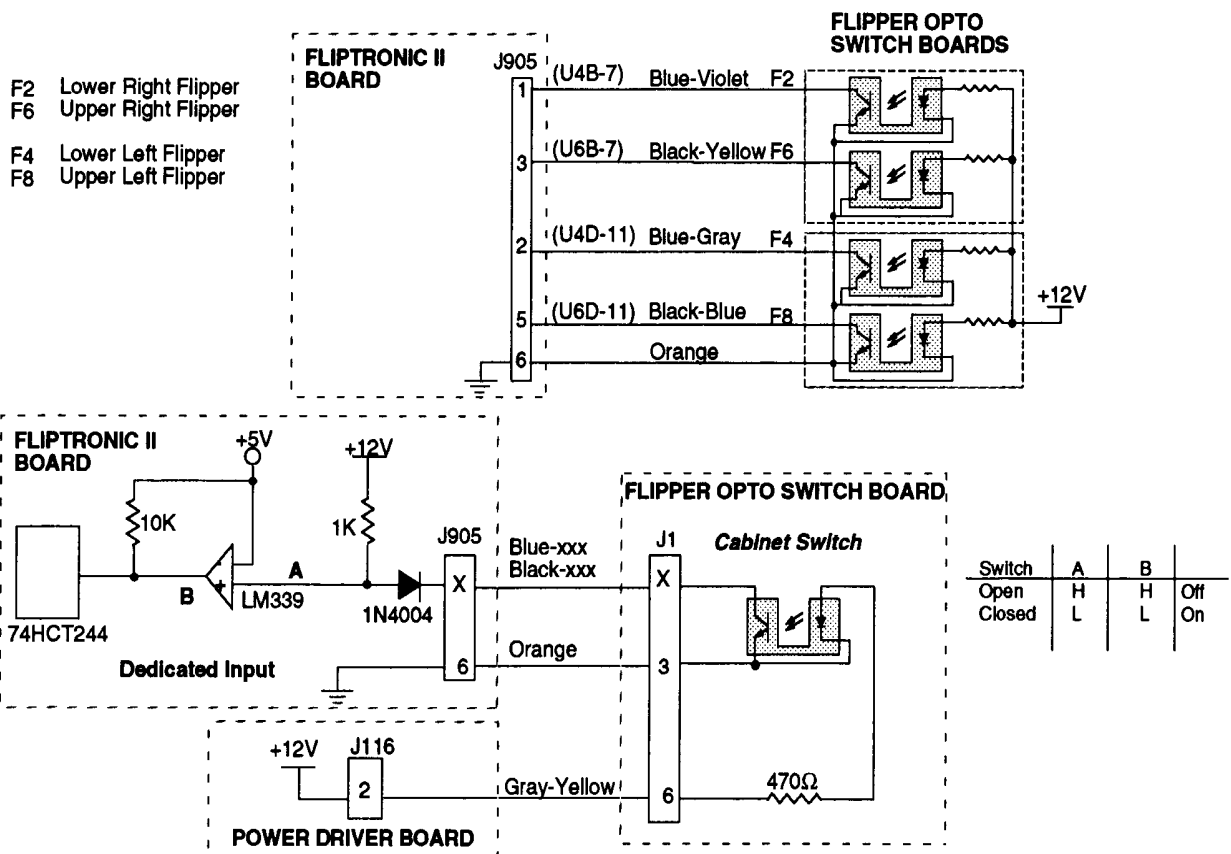 FLIPPER OPTO
SWITCH BOARDS
FLIPTRONIC II
BOARD
J905
F2 Lower Right Flipper
F6 Upper Right Flipper
F4 Lower Left Flipper
F8 Upper Left Flipper
1 (U4B-7) Blue-Violet F2
3 (U6B-7) Black-Yellow F6
2 (U4D-11) Blue-Gray F4
+12V
5 (U6D-11) Black-Blue F8
6 Orange
FLIPTRONIC II
BOARD
+5V
+12V
10K
1K
J905
A
B
- +
LM339
1N4004
74HCT244
X
6
Dedicated Input
Blue-xxx
Black-xxx
Orange
FLIPPER OPTO SWITCH BOARD
J1
Cabinet Switch
X
3
6
470Ω
Switch A B
Open H H Off
Closed L L On
+12V
J116
2
Gray-Yellow
POWER DRIVER BOARD